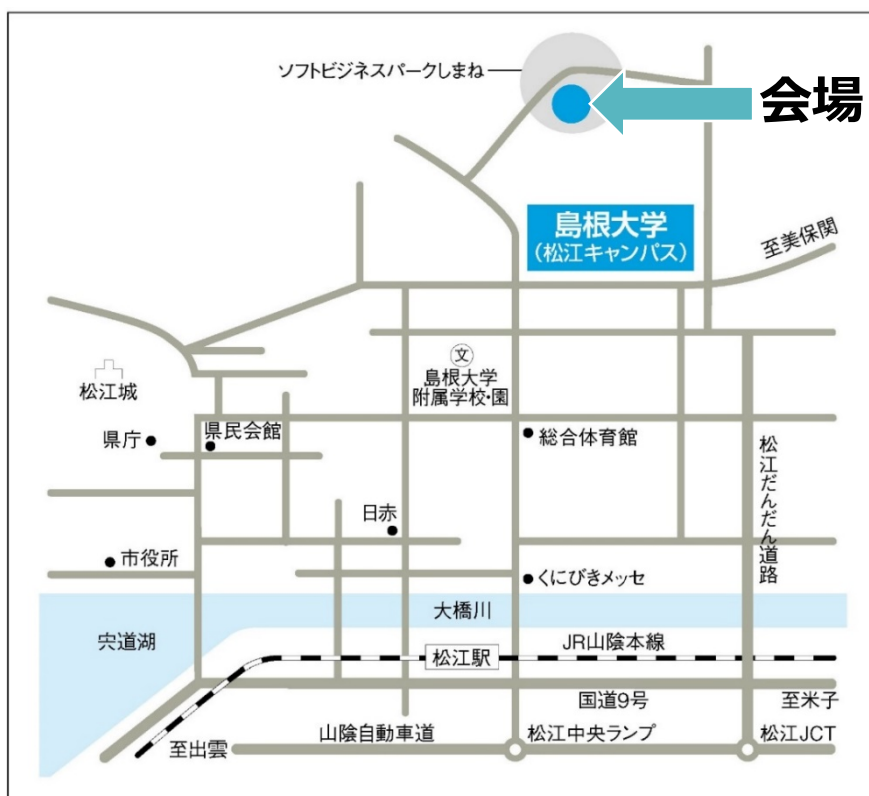 ソフトビジネスパークしまね
会場
島根大学
(松江キャンパス)
至美保関
文
島根大学
附属学校・園
松江城
県庁
県民会館
総合体育館
松江だんだん道路
日赤
市役所
くにびきメッセ
大橋川
宍道湖
JR山陰本線
松江駅
国道9号
至米子
山陰自動車道
松江中央ランプ
松江JCT
至出雲